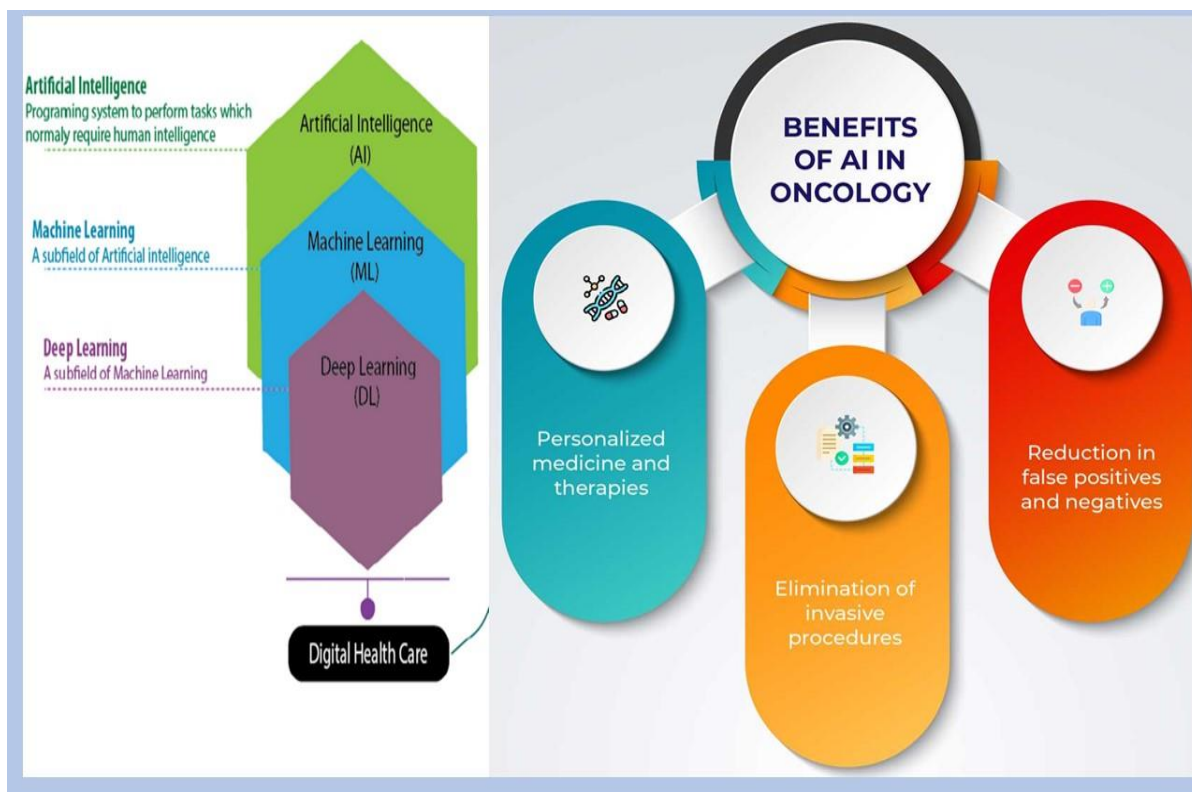 Artificial Intelligence
Programing system to perform tasks which
normaly require human intelligence
Machine Learning
A subfield of Artificial intelligence
Deep Learning
A subfield of Machine Learning
Artificial Intelligence
(AI)
Machine Learning
(ML)
Deep Learning
(DL)
Digital Health Care
BENEFITS
OF AI IN
ONCOLOGY
Personalized
medicine and
therapies
Elimination of
invasive
procedures
Reduction in
false positives
and negatives